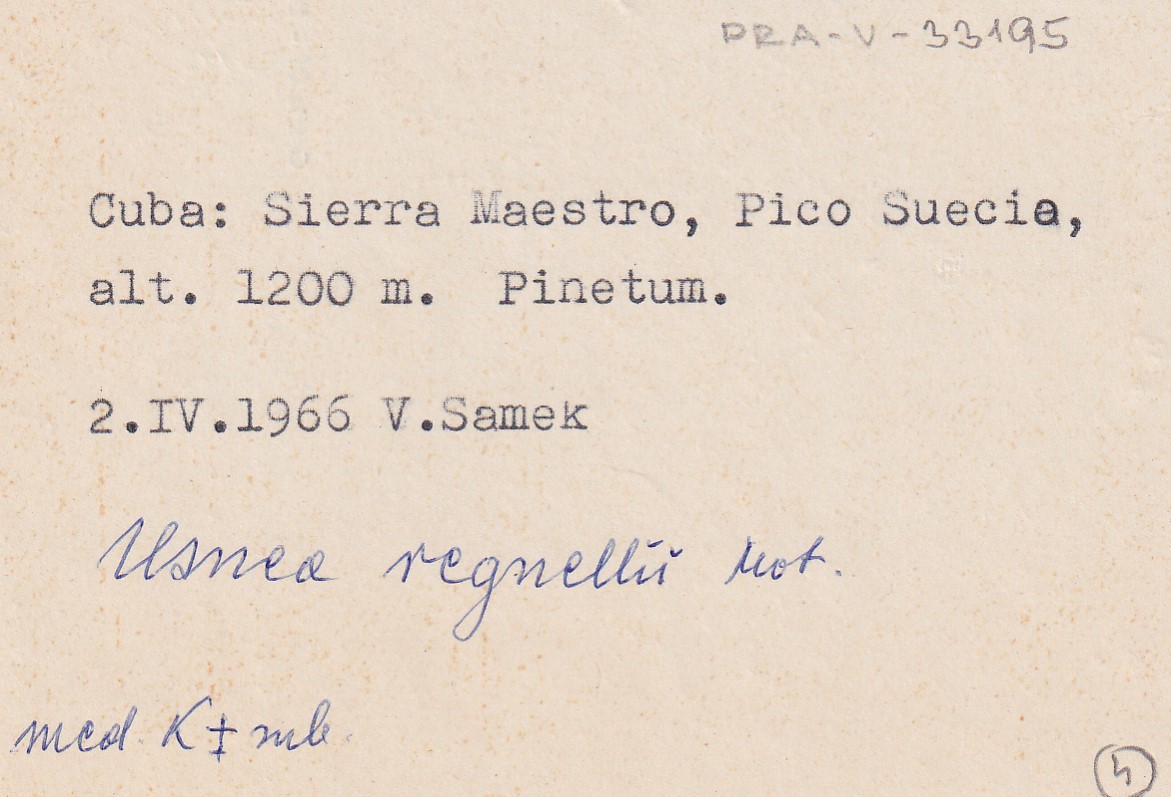 PRA-V-33195
Cuba: Sierra Maestro, Pico Suecia,
alt. 1200 m. Pinetum.
2.IV.1966 V.Samek
Usnea regnellii Mot.
med. K ‡ mb.
4